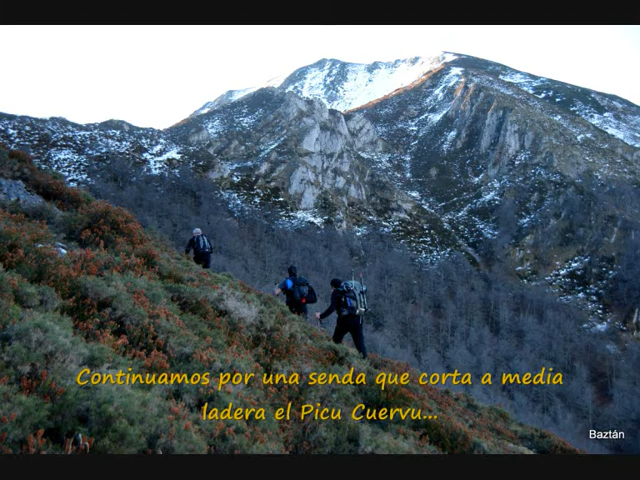 Continuamos por una senda que corta a media
ladera el Picu Cuervu...
Baztán